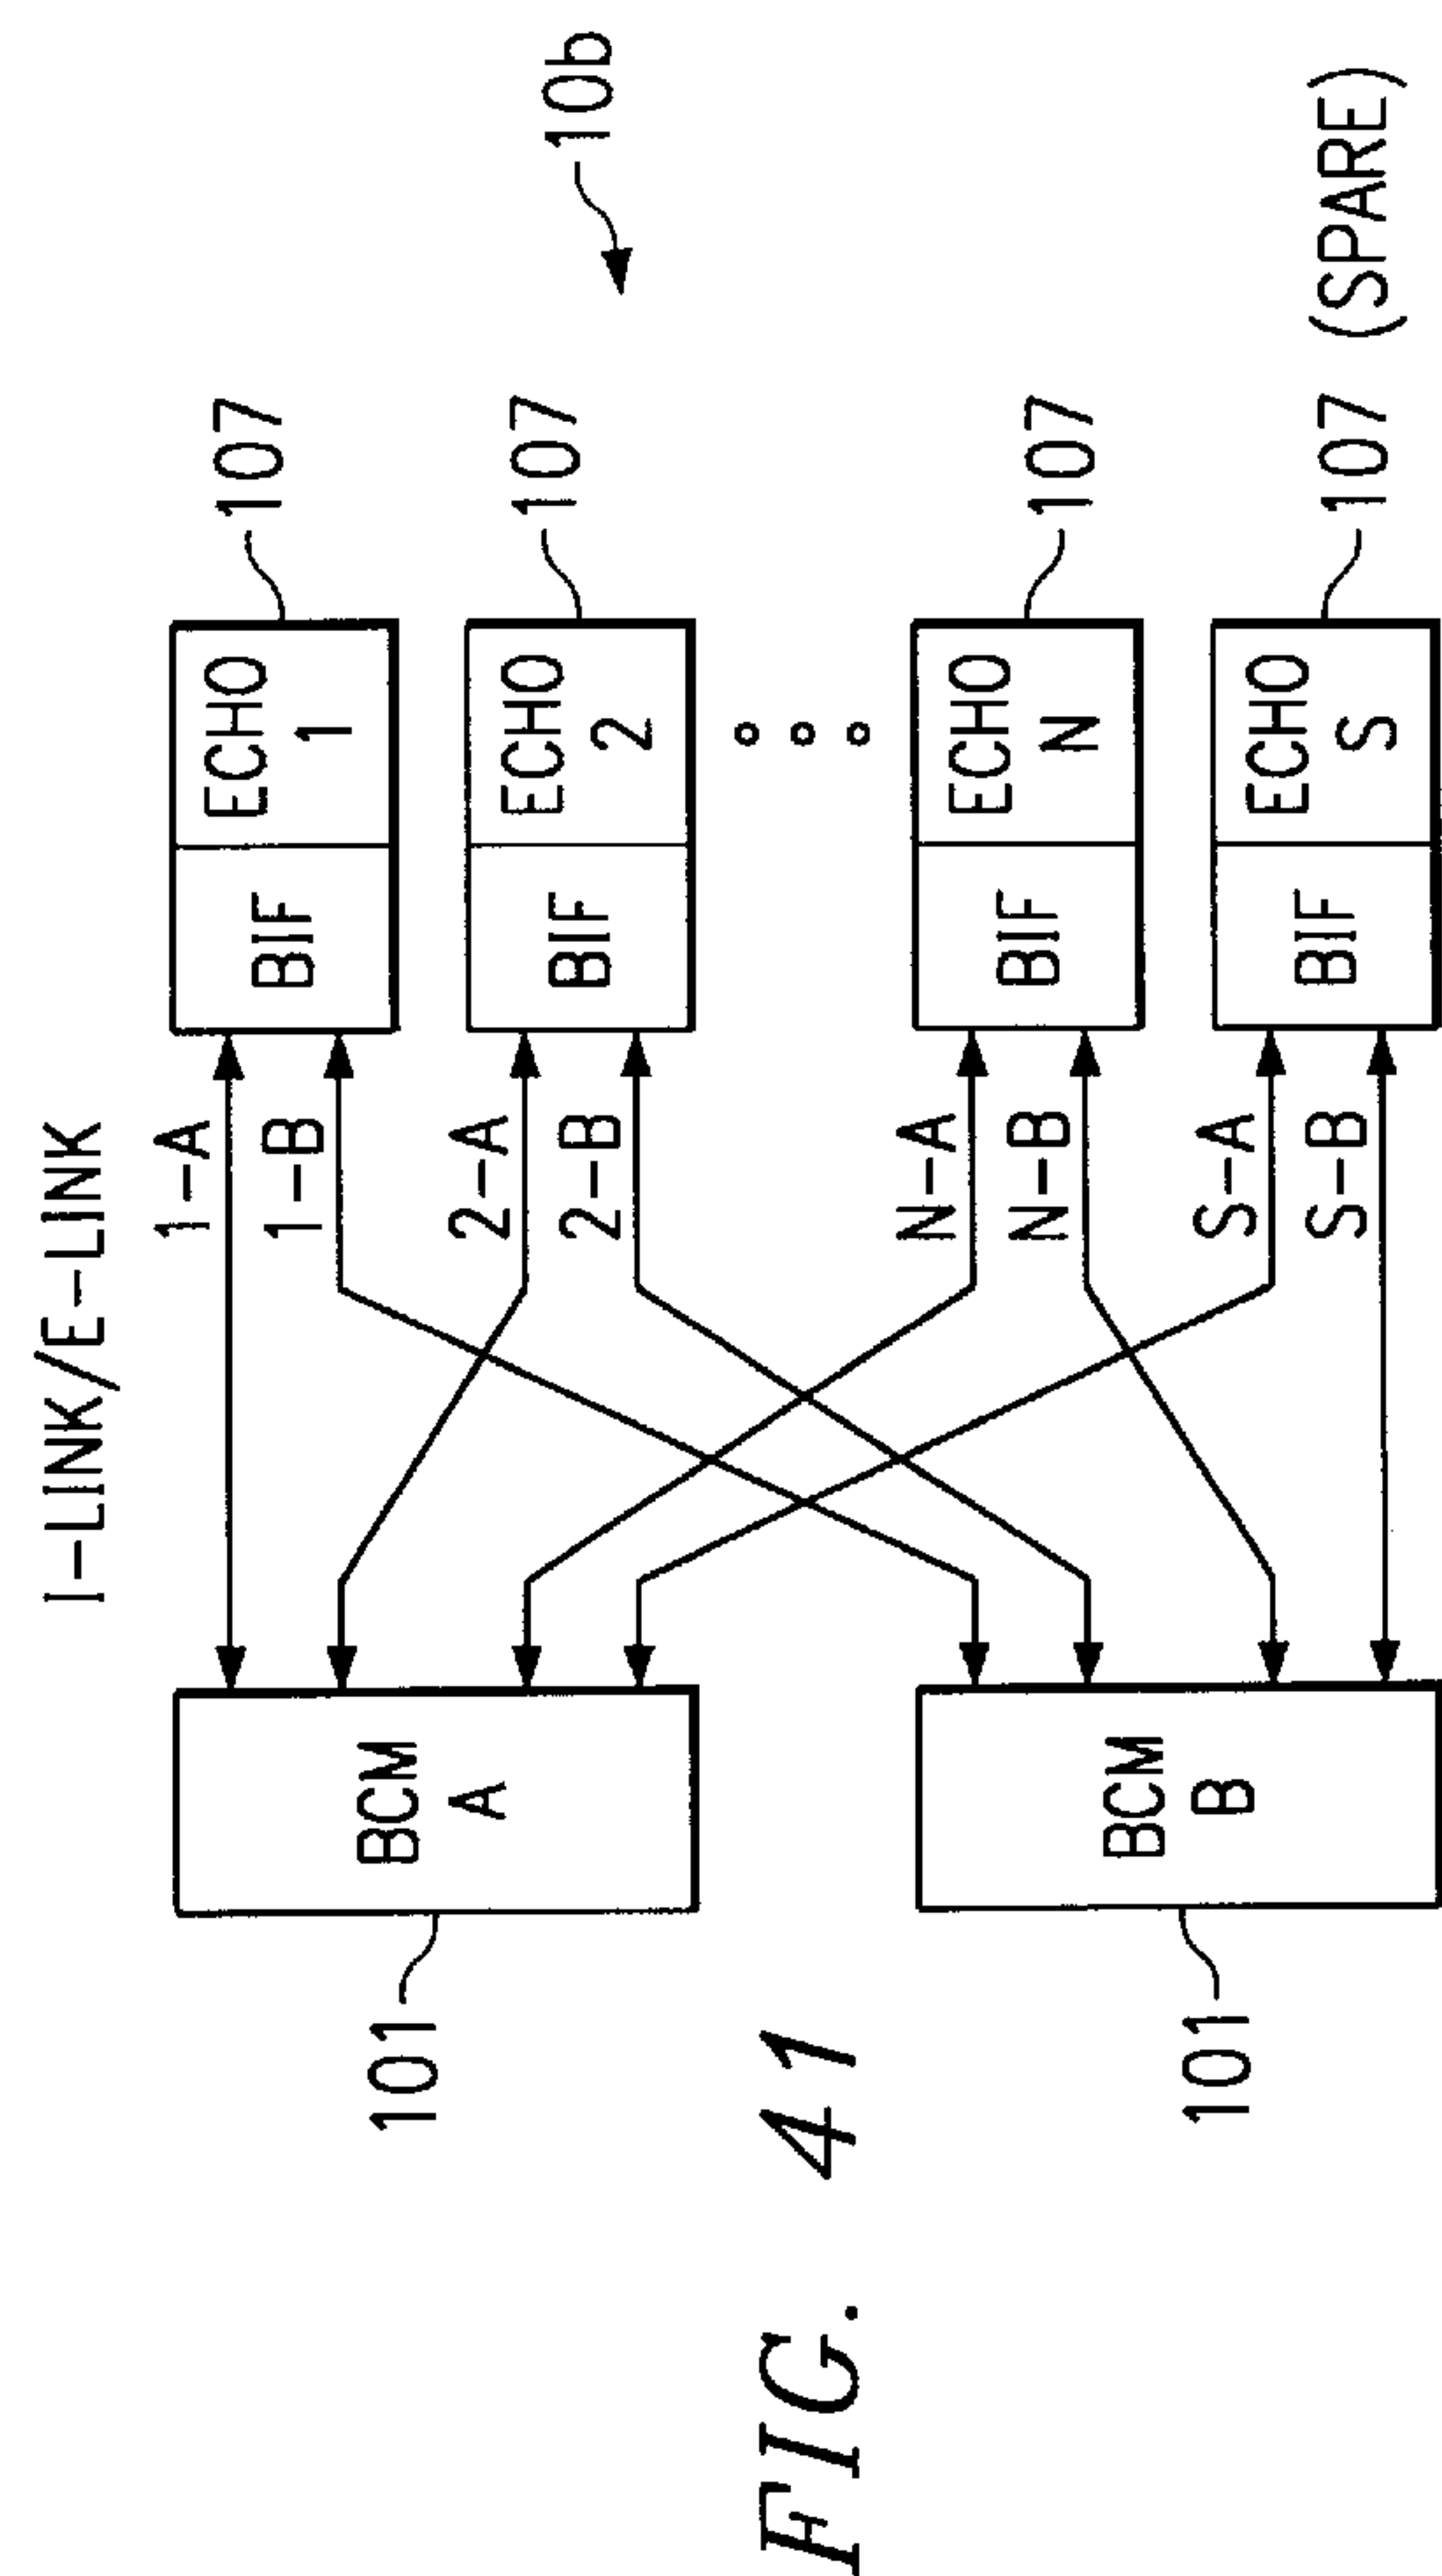 I-LINK/E-LINK
10b
101
BCM
A
1-A
1-B
BIF
ECHO
1
107
2-A
2-B
BIF
ECHO
2
107
101
BCM
B
N-A
N-B
BIF
ECHO
N
107
S-A
S-B
BIF
ECHO
S
107 (SPARE)
FIG. 41